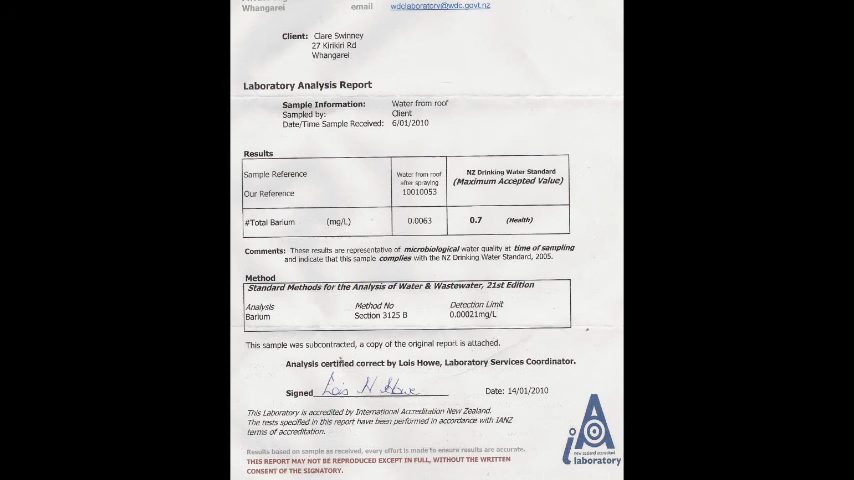 Whangarei
email wdclaboratory@wdc.govt.nz
Client: Clare Swinney
27 Kirikiri Rd
Whangarei
Laboratory Analysis Report
Sample Information: Water from roof
Sampled by: Client
Date/Time Sample Received: 6/01/2010
Results
Sample Reference
Our Reference
Water from roof
after spraying
10010053
NZ Drinking Water Standard
(Maximum Accepted Value)
#Total Barium (mg/L) 0.0063 0.7 (Health)
Comments: These results are representative of microbiological water quality at time of sampling
and indicate that this sample complies with the NZ Drinking Water Standard, 2005.
Method
Standard Methods for the Analysis of Water & Wastewater, 21st Edition
Analysis Method No Detection Limit
Barium Section 3125 B 0.00021mg/L
This sample was subcontracted, a copy of the original report is attached.
Analysis certified correct by Lois Howe, Laboratory Services Coordinator.
Signed Lois N Howe Date: 14/01/2010
This Laboratory is accredited by International Accreditation New Zealand.
The tests specified in this report have been performed in accordance with IANZ
terms of accreditation.
Results based on sample as received, every effort is made to ensure results are accurate.
THIS REPORT MAY NOT BE REPRODUCED EXCEPT IN FULL, WITHOUT THE WRITTEN
CONSENT OF THE SIGNATORY.
iA
new zealand accredited
laboratory